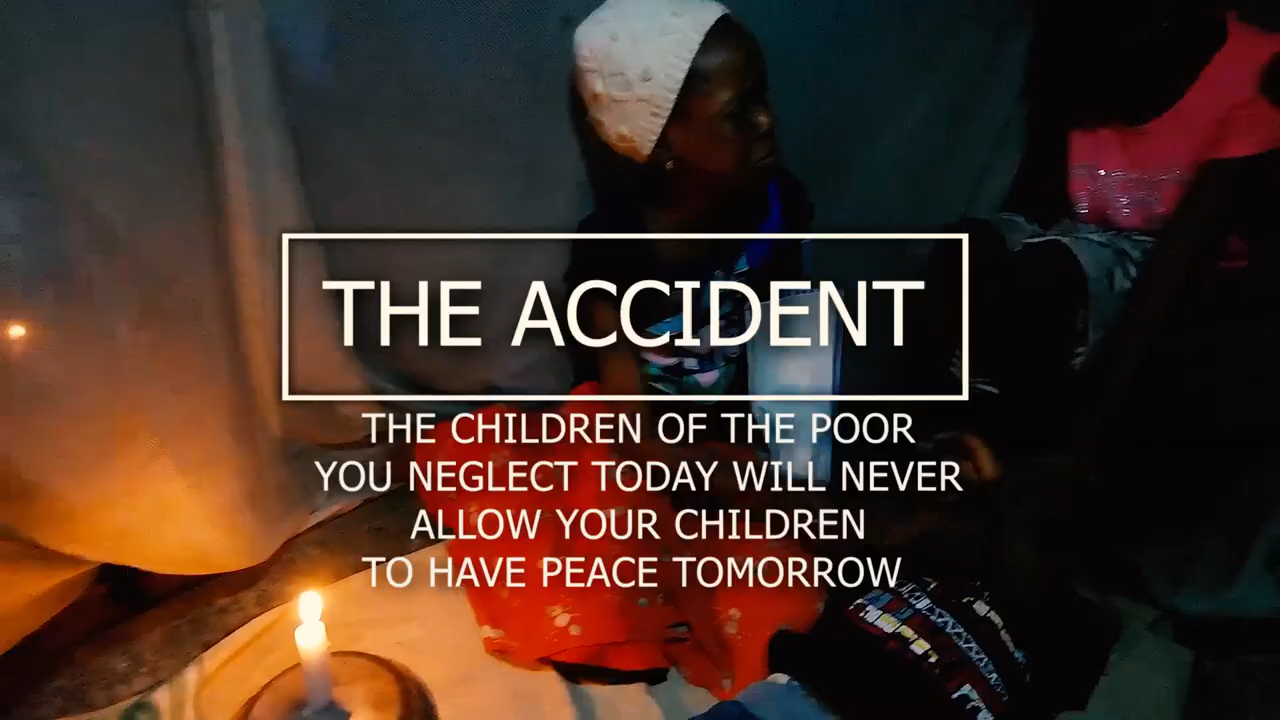 THE ACCIDENT
THE CHILDREN OF THE POOR
YOU NEGLECT TODAY WILL NEVER
ALLOW YOUR CHILDREN
TO HAVE PEACE TOMORROW